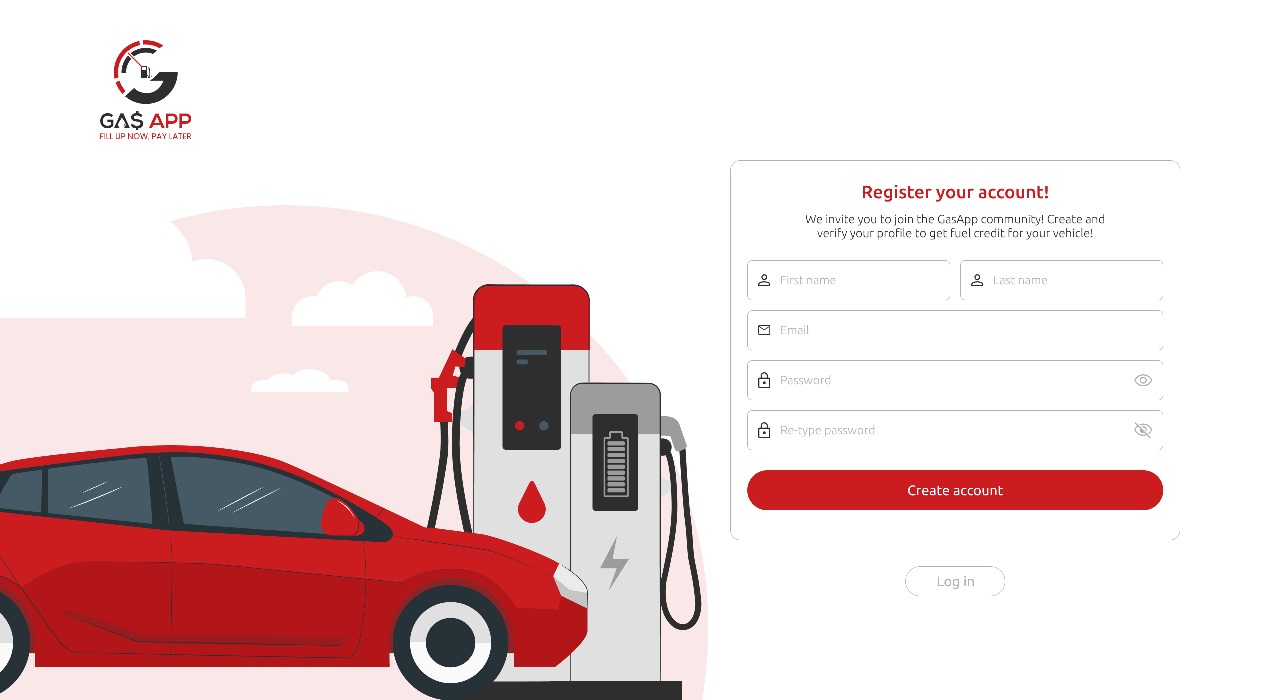 GA$ APP
FILL UP NOW, PAY LATER
Register your account!
We invite you to join the GasApp community! Create and
verify your profile to get fuel credit for your vehicle!
First name
Last name
Email
Password
Re-type password
Create account
Log in